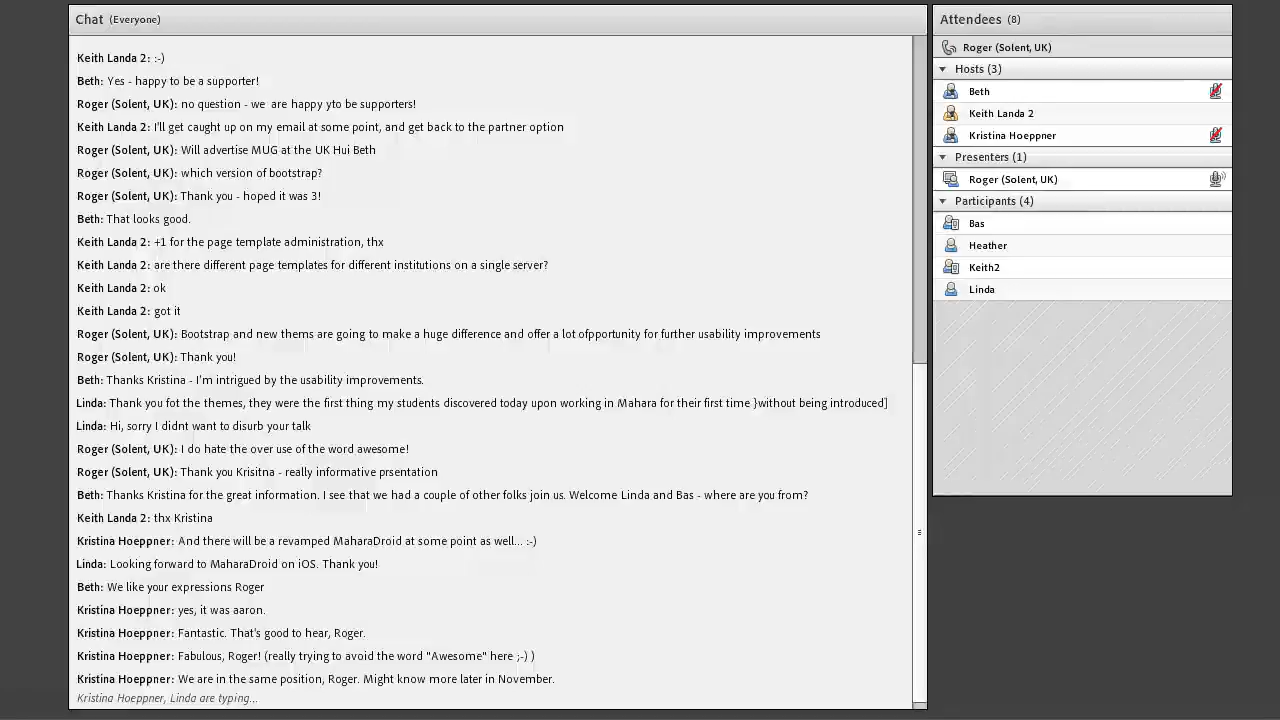 Chat (Everyone)
Keith Landa 2: :-)
Beth: Yes - happy to be a supporter!
Roger (Solent, UK): no question - we are happy yto be supporters!
Keith Landa 2: I'll get caught up on my email at some point, and get back to the partner option
Roger (Solent, UK): Will advertise MUG at the UK Hui Beth
Roger (Solent, UK): which version of bootstrap?
Roger (Solent, UK): Thank you - hoped it was 3!
Beth: That looks good.
Keith Landa 2: +1 for the page template administration, thx
Keith Landa 2: are there different page templates for different institutions on a single server?
Keith Landa 2: ok
Keith Landa 2: got it
Roger (Solent, UK): Bootstrap and new thems are going to make a huge difference and offer a lot ofpportunity for further usability improvements
Roger (Solent, UK): Thank you!
Beth: Thanks Kristina - I'm intrigued by the usability improvements.
Linda: Thank you fot the themes, they were the first thing my students discovered today upon working in Mahara for their first time }without being introduced]
Linda: Hi, sorry I didnt want to disurb your talk
Roger (Solent, UK): I do hate the over use of the word awesome!
Roger (Solent, UK): Thank you Krisitna - really informative prsentation
Beth: Thanks Kristina for the great information. I see that we had a couple of other folks join us. Welcome Linda and Bas - where are you from?
Keith Landa 2: thx Kristina
Kristina Hoeppner: And there will be a revamped MaharaDroid at some point as well... :-)
Linda: Looking forward to MaharaDroid on iOS. Thank you!
Beth: We like your expressions Roger
Kristina Hoeppner: yes, it was aaron.
Kristina Hoeppner: Fantastic. That's good to hear, Roger.
Kristina Hoeppner: Fabulous, Roger! (really trying to avoid the word "Awesome" here ;-) )
Kristina Hoeppner: We are in the same position, Roger. Might know more later in November.
Kristina Hoeppner, Linda are typing...
Attendees (8)
Roger (Solent, UK)
Hosts (3)
Beth
Keith Landa 2
Kristina Hoeppner
Presenters (1)
Roger (Solent, UK)
Participants (4)
Bas
Heather
Keith2
Linda